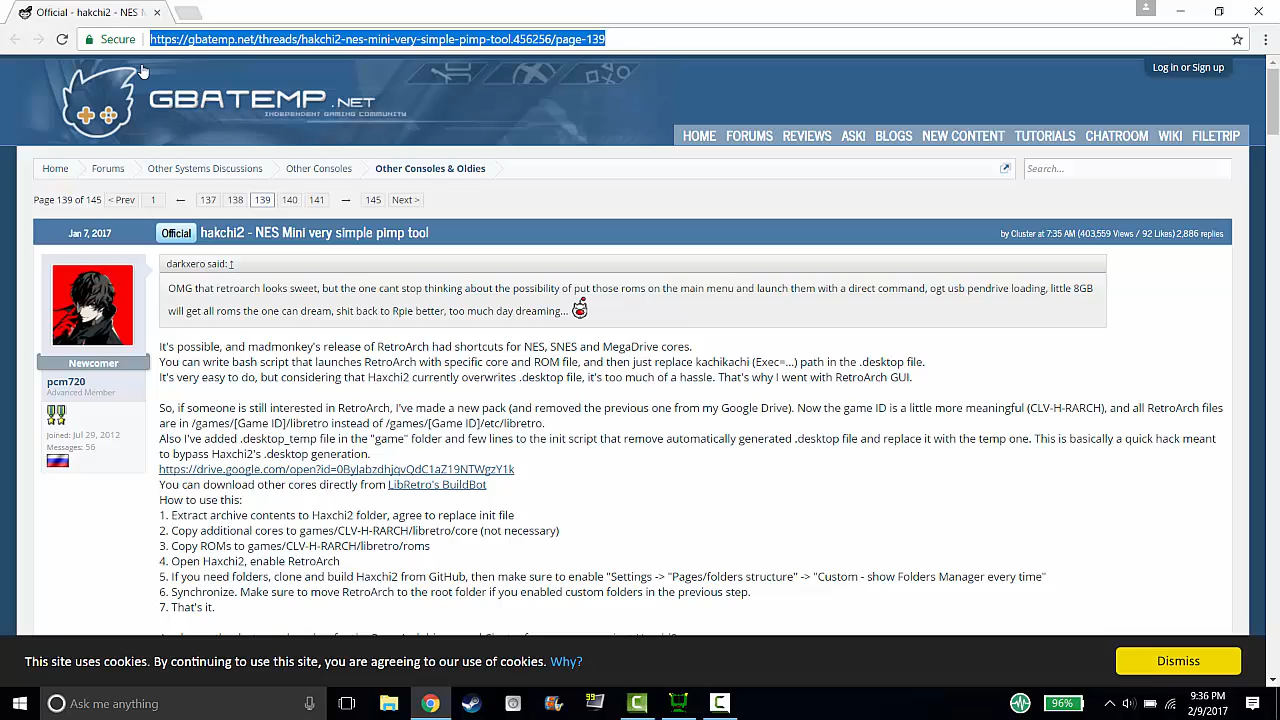 Official - hakchi2 - NES M
Secure
https://gbatemp.net/threads/hakchi2-nes-mini-very-simple-pimp-tool.456256/page-139
Log in or Sign up
GBATEMP.NET
INDEPENDENT GAMING COMMUNITY
HOME FORUMS REVIEWS ASK! BLOGS NEW CONTENT TUTORIALS CHATROOM WIKI FILETRIP
Home Forums Other Systems Discussions Other Consoles Other Consoles & Oldies
Search...
Page 139 of 145 < Prev 1 ← 137 138 139 140 141 → 145 Next >
Jan 7, 2017 Official hakchi2 - NES Mini very simple pimp tool by Cluster at 7:35 AM (403,559 Views / 92 Likes) 2,886 replies
darkxero said: ↑
OMG that retroarch looks sweet, but the one cant stop thinking about the possibility of put those roms on the main menu and launch them with a direct command, ogt usb pendrive loading, little 8GB
will get all roms the one can dream, shit back to Rpie better, too much day dreaming...
Newcomer
pcm720
Advanced Member
Joined: Jul 29, 2012
Messages: 56
It's possible, and madmonkey's release of RetroArch had shortcuts for NES, SNES and MegaDrive cores.
You can write bash script that launches RetroArch with specific core and ROM file, and then just replace kachikachi (Exec=...) path in the .desktop file.
It's very easy to do, but considering that Haxchi2 currently overwrites .desktop file, it's too much of a hassle. That's why I went with RetroArch GUI.
So, if someone is still interested in RetroArch, I've made a new pack (and removed the previous one from my Google Drive). Now the game ID is a little more meaningful (CLV-H-RARCH), and all RetroArch files
are in /games/[Game ID]/libretro instead of /games/[Game ID]/etc/libretro.
Also I've added .desktop_temp file in the "game" folder and few lines to the init script that remove automatically generated .desktop file and replace it with the temp one. This is basically a quick hack meant
to bypass Haxchi2's .desktop generation.
https://drive.google.com/open?id=0ByJabzdhjqvQdC1aZ19NTWgzY1k
You can download other cores directly from LibRetro's BuildBot
How to use this:
1. Extract archive contents to Haxchi2 folder, agree to replace init file
2. Copy additional cores to games/CLV-H-RARCH/libretro/core (not necessary)
3. Copy ROMs to games/CLV-H-RARCH/libretro/roms
4. Open Haxchi2, enable RetroArch
5. If you need folders, clone and build Haxchi2 from GitHub, then make sure to enable "Settings -> "Pages/folders structure" -> "Custom - show Folders Manager every time"
6. Synchronize. Make sure to move RetroArch to the root folder if you enabled custom folders in the previous step.
7. That's it.
This site uses cookies. By continuing to use this site, you are agreeing to our use of cookies. Why?
Dismiss
Ask me anything
96%
9:36 PM
2/9/2017